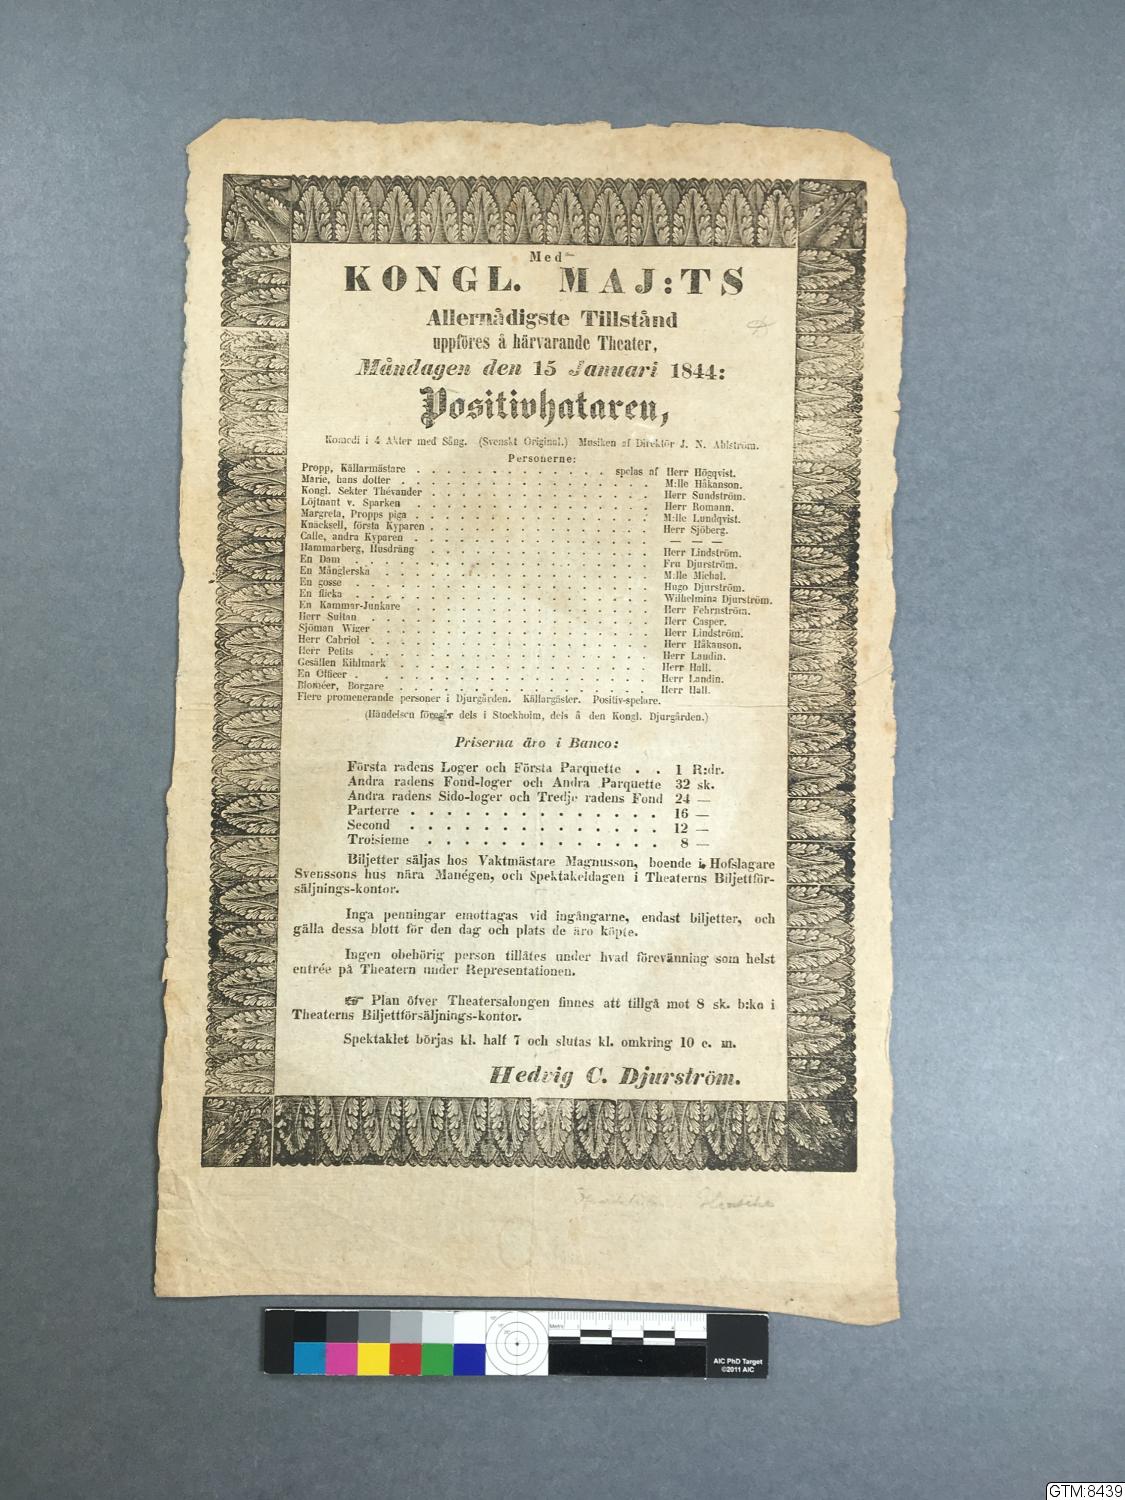 Med
KONGL. MAJ:TS
Allernådigste Tillstånd
uppföres å härvarande Theater,
Måndagen den 15 Januari 1844:
Positivhataren,
Komedi i 4 Akter med Sång. (Svenskt Original.) Musiken af Direktör J. N. Ahlström.
Personerne:
Propp, Källarmästare . . . . . . . . . . . . spelas af Herr Högqvist.
Marie, hans dotter . . . . . . . . . . . . . . . M:lle Håkanson.
Kongl. Sekter Thévander . . . . . . . . . . . . . . Herr Sundström.
Löjtnant v. Sparken . . . . . . . . . . . . . . . Herr Romann.
Margreta, Propps piga . . . . . . . . . . . . . . . M:lle Lundqvist.
Knäcksell, första Kyparen . . . . . . . . . . . . . . Herr Sjöberg.
Calle, andra Kyparen . . . . . . . . . . . . . . . — — —
Hammarberg, Husdräng . . . . . . . . . . . . . . Herr Lindström.
En Dam . . . . . . . . . . . . . . . . . . Fru Djurström.
En Månglerska . . . . . . . . . . . . . . . . M:lle Michal.
En gosse . . . . . . . . . . . . . . . . . . Hugo Djurström.
En flicka . . . . . . . . . . . . . . . . . . Wilhelmina Djurström.
En Kammar-Junkare . . . . . . . . . . . . . . . Herr Fehrnström.
Herr Sultan . . . . . . . . . . . . . . . . . Herr Casper.
Sjöman Wiger . . . . . . . . . . . . . . . . Herr Lindström.
Herr Cabriol . . . . . . . . . . . . . . . . . Herr Håkanson.
Herr Petits . . . . . . . . . . . . . . . . . Herr Landin.
Gesällen Kihlmark . . . . . . . . . . . . . . . Herr Hall.
En Officer . . . . . . . . . . . . . . . . . . Herr Landin.
Bloméer, Borgare . . . . . . . . . . . . . . . Herr Hall.
Flere promenerande personer i Djurgården. Källargäster. Positiv-spelare.
(Händelsen föregår dels i Stockholm, dels å den Kongl. Djurgården.)
Priserna äro i Banco:
Första radens Loger och Första Parquette . . 1 R:dr.
Andra radens Fond-loger och Andra Parquette 32 sk.
Andra radens Sido-loger och Tredje radens Fond 24 —
Parterre . . . . . . . . . . . . . . 16 —
Second . . . . . . . . . . . . . . 12 —
Troisieme . . . . . . . . . . . . . 8 —
Biljetter säljas hos Vaktmästare Magnusson, boende i Hofslagare
Svenssons hus nära Manégen, och Spektakeldagen i Theaterns Biljettför-
säljnings-kontor.
Inga penningar emottagas vid ingångarne, endast biljetter, och
gälla dessa blott för den dag och plats de äro köpte.
Ingen obehörig person tillåtes under hvad förevänning som helst
entrée på Theatern under Representationen.
☞ Plan öfver Theatersalongen finnes att tillgå mot 8 sk. b:ko i
Theaterns Biljettförsäljnings-kontor.
Spektaklet börjas kl. half 7 och slutas kl. omkring 10 e. m.
Hedvig C. Djurström.
AIC PhD Target
©2011 AIC
GTM:8439